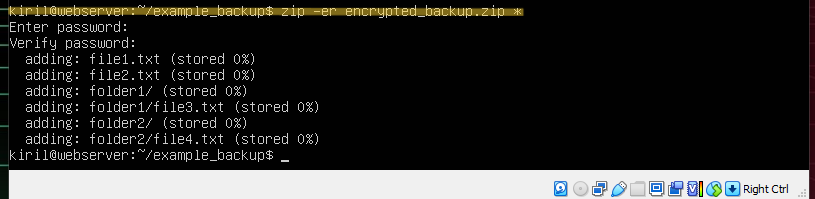 kiril@webserver:~/example_backup$ zip -er encrypted_backup.zip *
Enter password:
Verify password:
  adding: file1.txt (stored 0%)
  adding: file2.txt (stored 0%)
  adding: folder1/ (stored 0%)
  adding: folder1/file3.txt (stored 0%)
  adding: folder2/ (stored 0%)
  adding: folder2/file4.txt (stored 0%)
kiril@webserver:~/example_backup$ _
Right Ctrl